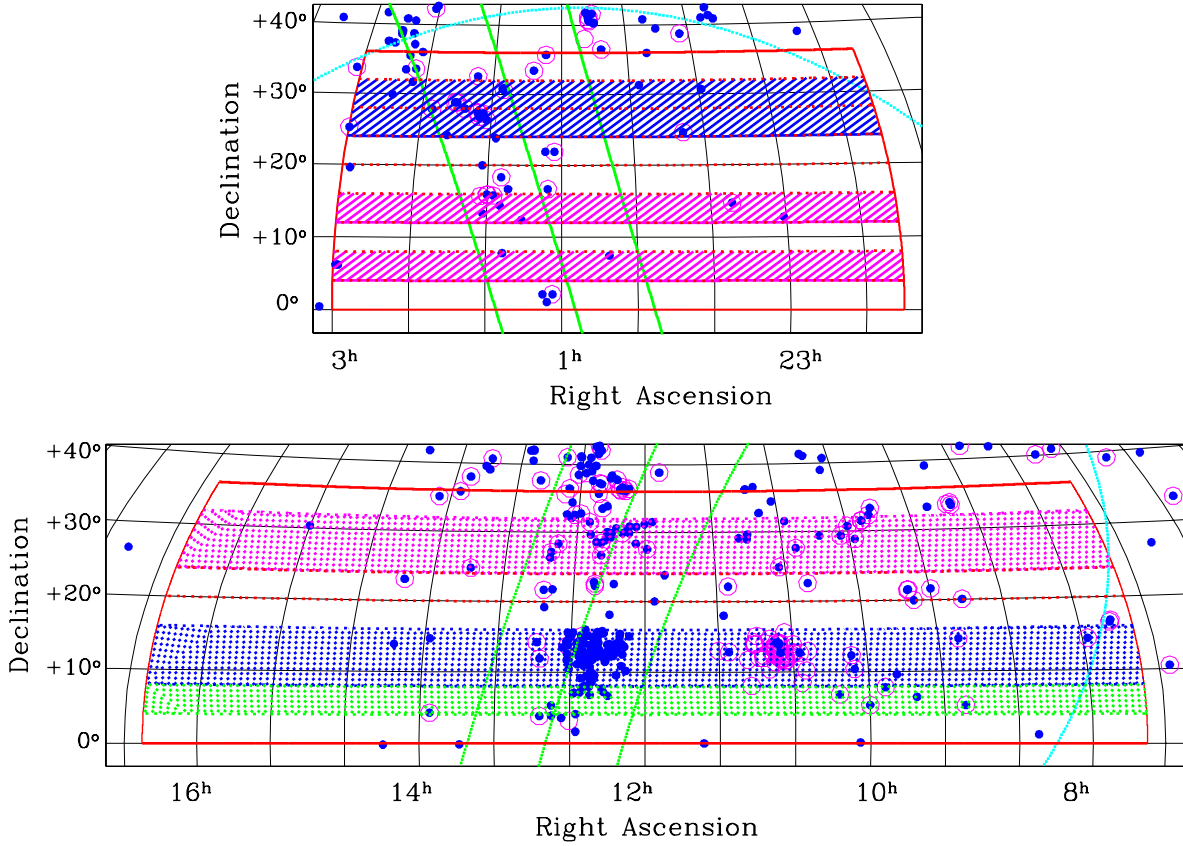 +40°
+30°
+20°
+10°
0°
Declination
3ʰ 1ʰ 23ʰ
Right Ascension
+40°
+30°
+20°
+10°
0°
Declination
16ʰ 14ʰ 12ʰ 10ʰ 8ʰ
Right Ascension